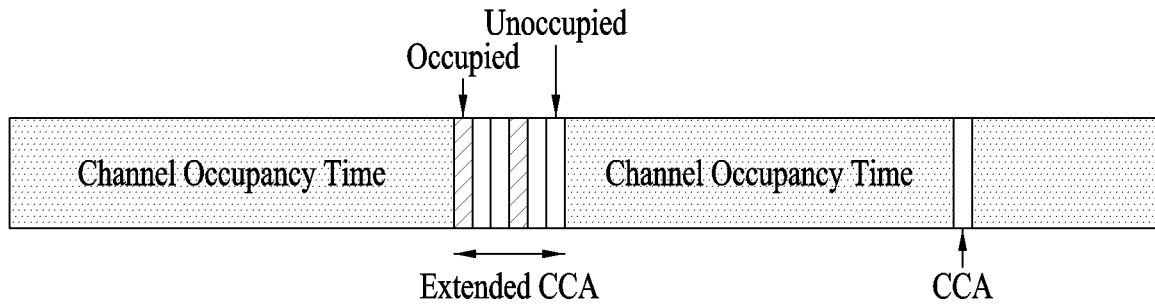 Unoccupied
Occupied
Channel Occupancy Time
Channel Occupancy Time
Extended CCA
CCA